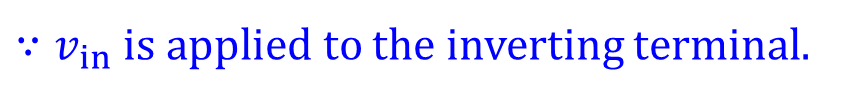 ∵ v_in is applied to the inverting terminal.